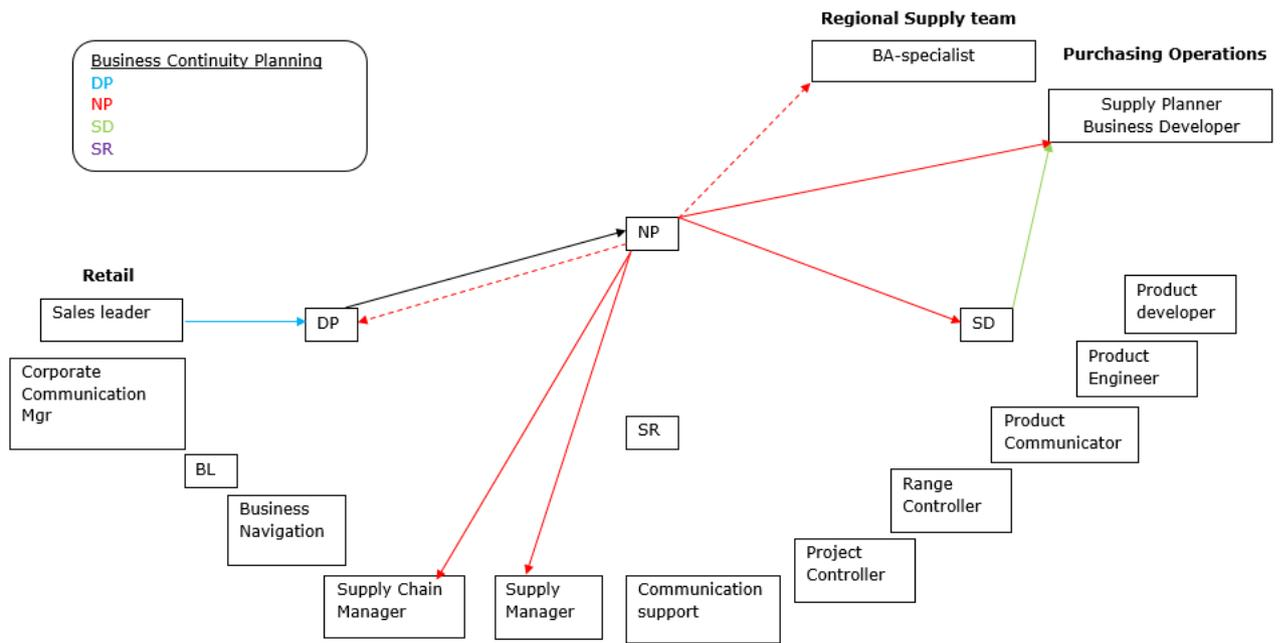 Regional Supply team
BA-specialist
Purchasing Operations
Supply Planner
Business Developer
Business Continuity Planning
DP
NP
SD
SR
NP
Retail
Sales leader
DP
SD
Product
developer
Corporate
Communication
Mgr
Product
Engineer
SR
Product
Communicator
BL
Range
Controller
Business
Navigation
Project
Controller
Supply Chain
Manager
Supply
Manager
Communication
support